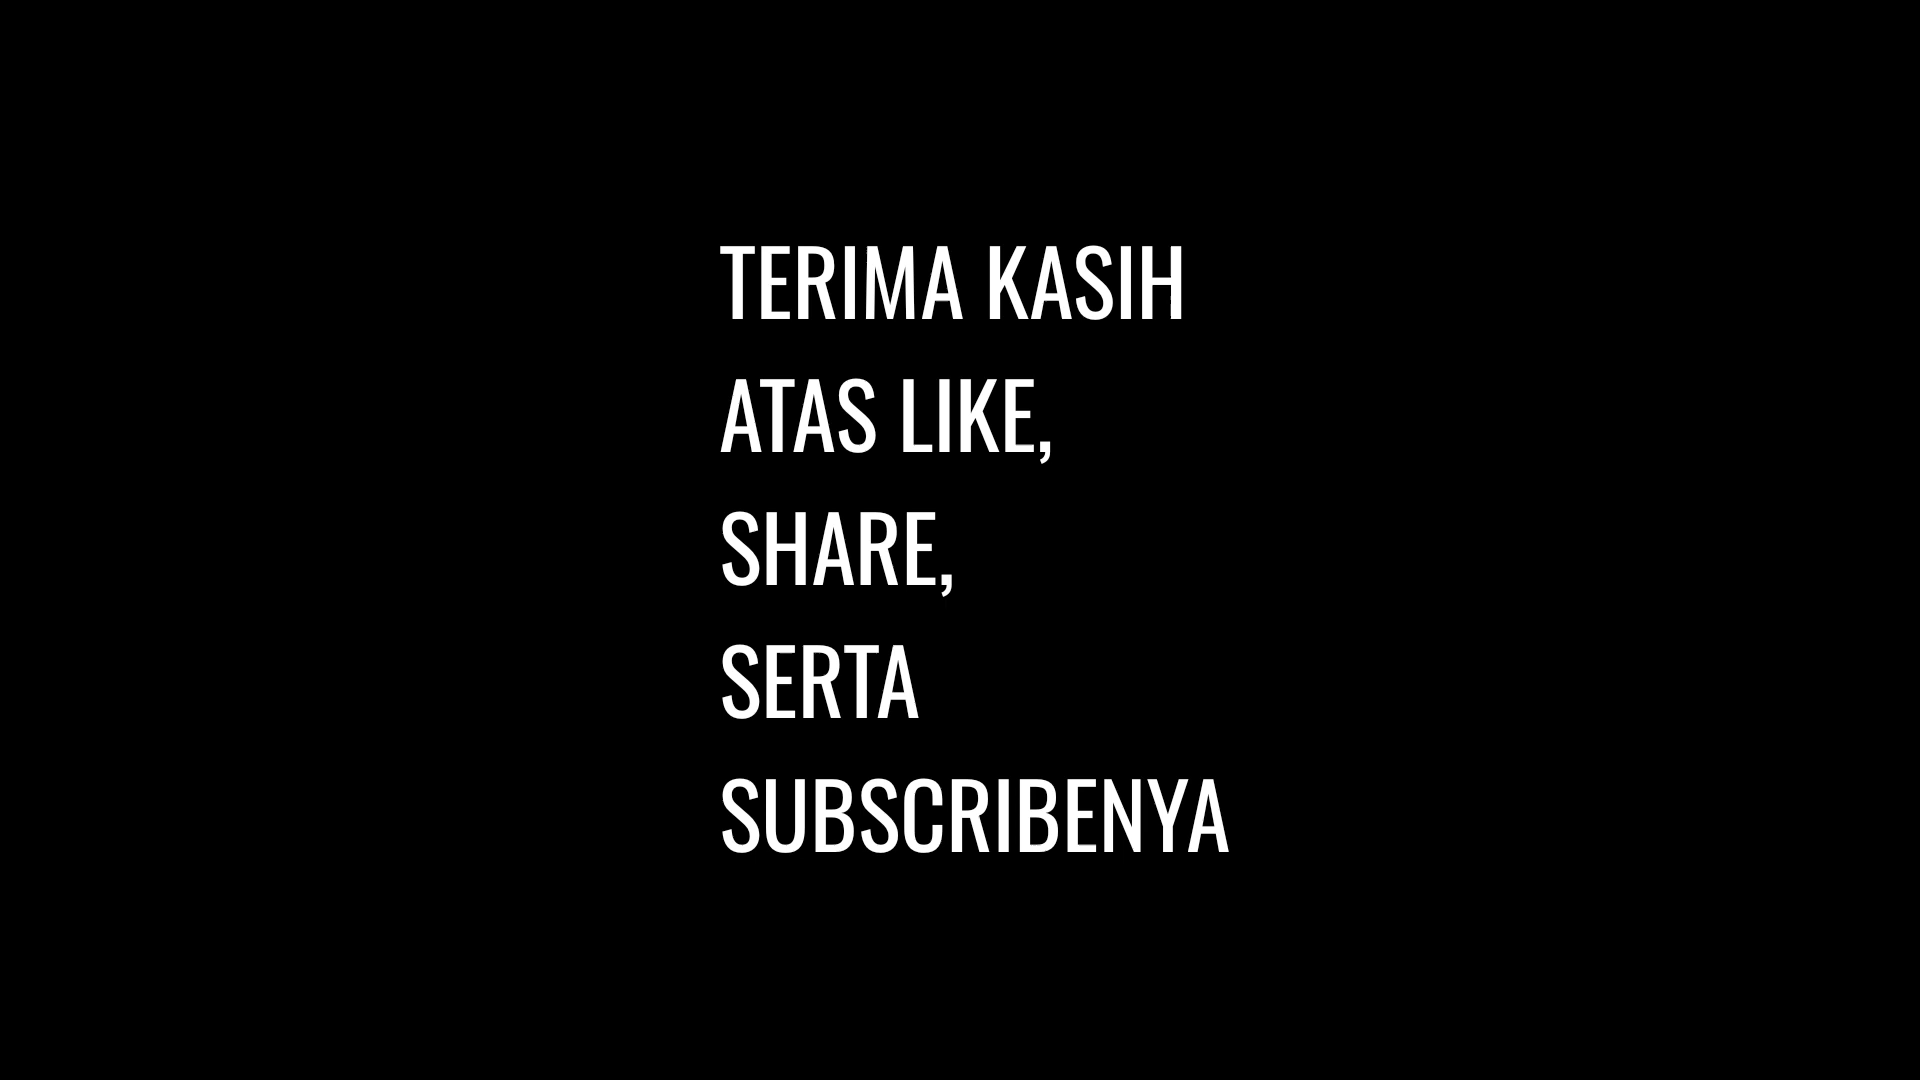 TERIMA KASIH
ATAS LIKE,
SHARE,
SERTA
SUBSCRIBENYA